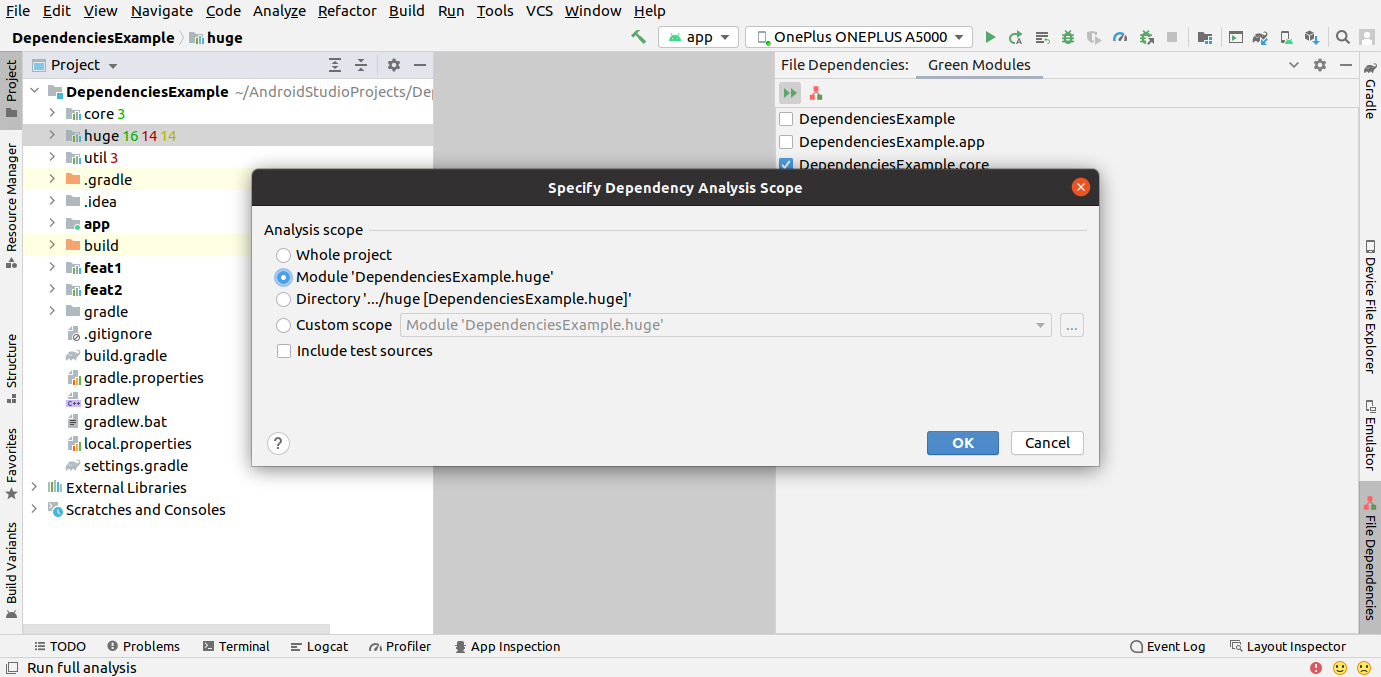 File Edit View Navigate Code Analyze Refactor Build Run Tools VCS Window Help
DependenciesExample huge app OnePlus ONEPLUS A5000
Project
Resource Manager
Structure
Favorites
Build Variants
Project
DependenciesExample ~/AndroidStudioProjects/De
core 3
huge 16 14 14
util 3
.gradle
.idea
app
build
feat1
feat2
gradle
.gitignore
build.gradle
gradle.properties
C++ gradlew
gradlew.bat
local.properties
settings.gradle
External Libraries
Scratches and Consoles
File Dependencies: Green Modules
DependenciesExample
DependenciesExample.app
DependenciesExample.core
Specify Dependency Analysis Scope
Analysis scope
Whole project
Module 'DependenciesExample.huge'
Directory '.../huge [DependenciesExample.huge]'
Custom scope Module 'DependenciesExample.huge' ...
Include test sources
? OK Cancel
Gradle
Device File Explorer
Emulator
File Dependencies
TODO Problems Terminal Logcat Profiler App Inspection Event Log Layout Inspector
Run full analysis